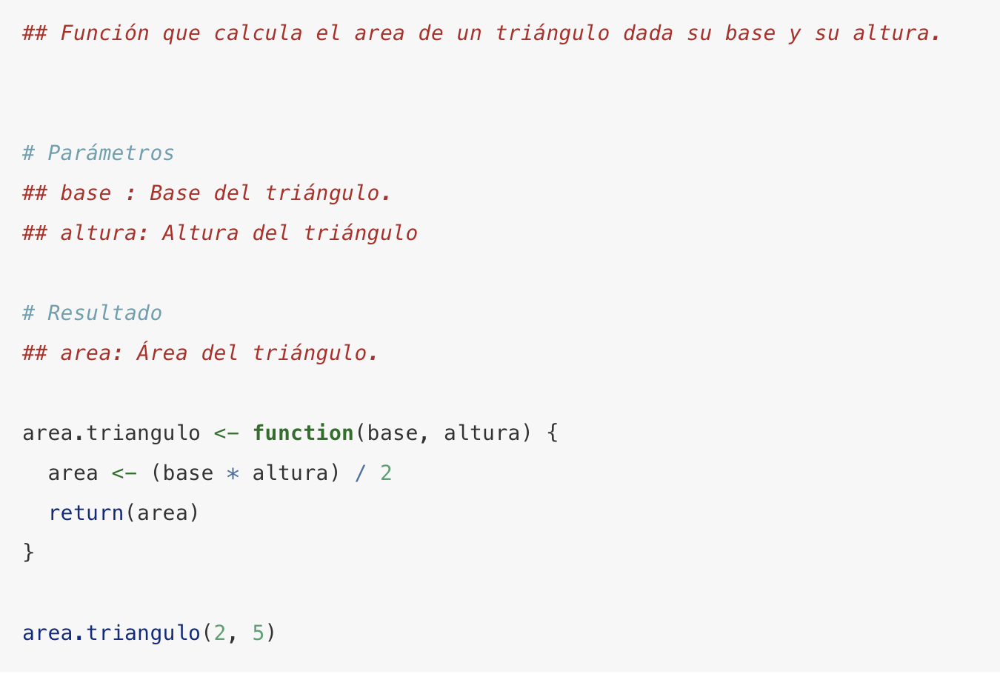 ## Función que calcula el area de un triángulo dada su base y su altura.
# Parámetros
## base : Base del triángulo.
## altura: Altura del triángulo
# Resultado
## area: Área del triángulo.
area.triangulo <- function(base, altura) {
  area <- (base * altura) / 2
  return(area)
}
area.triangulo(2, 5)